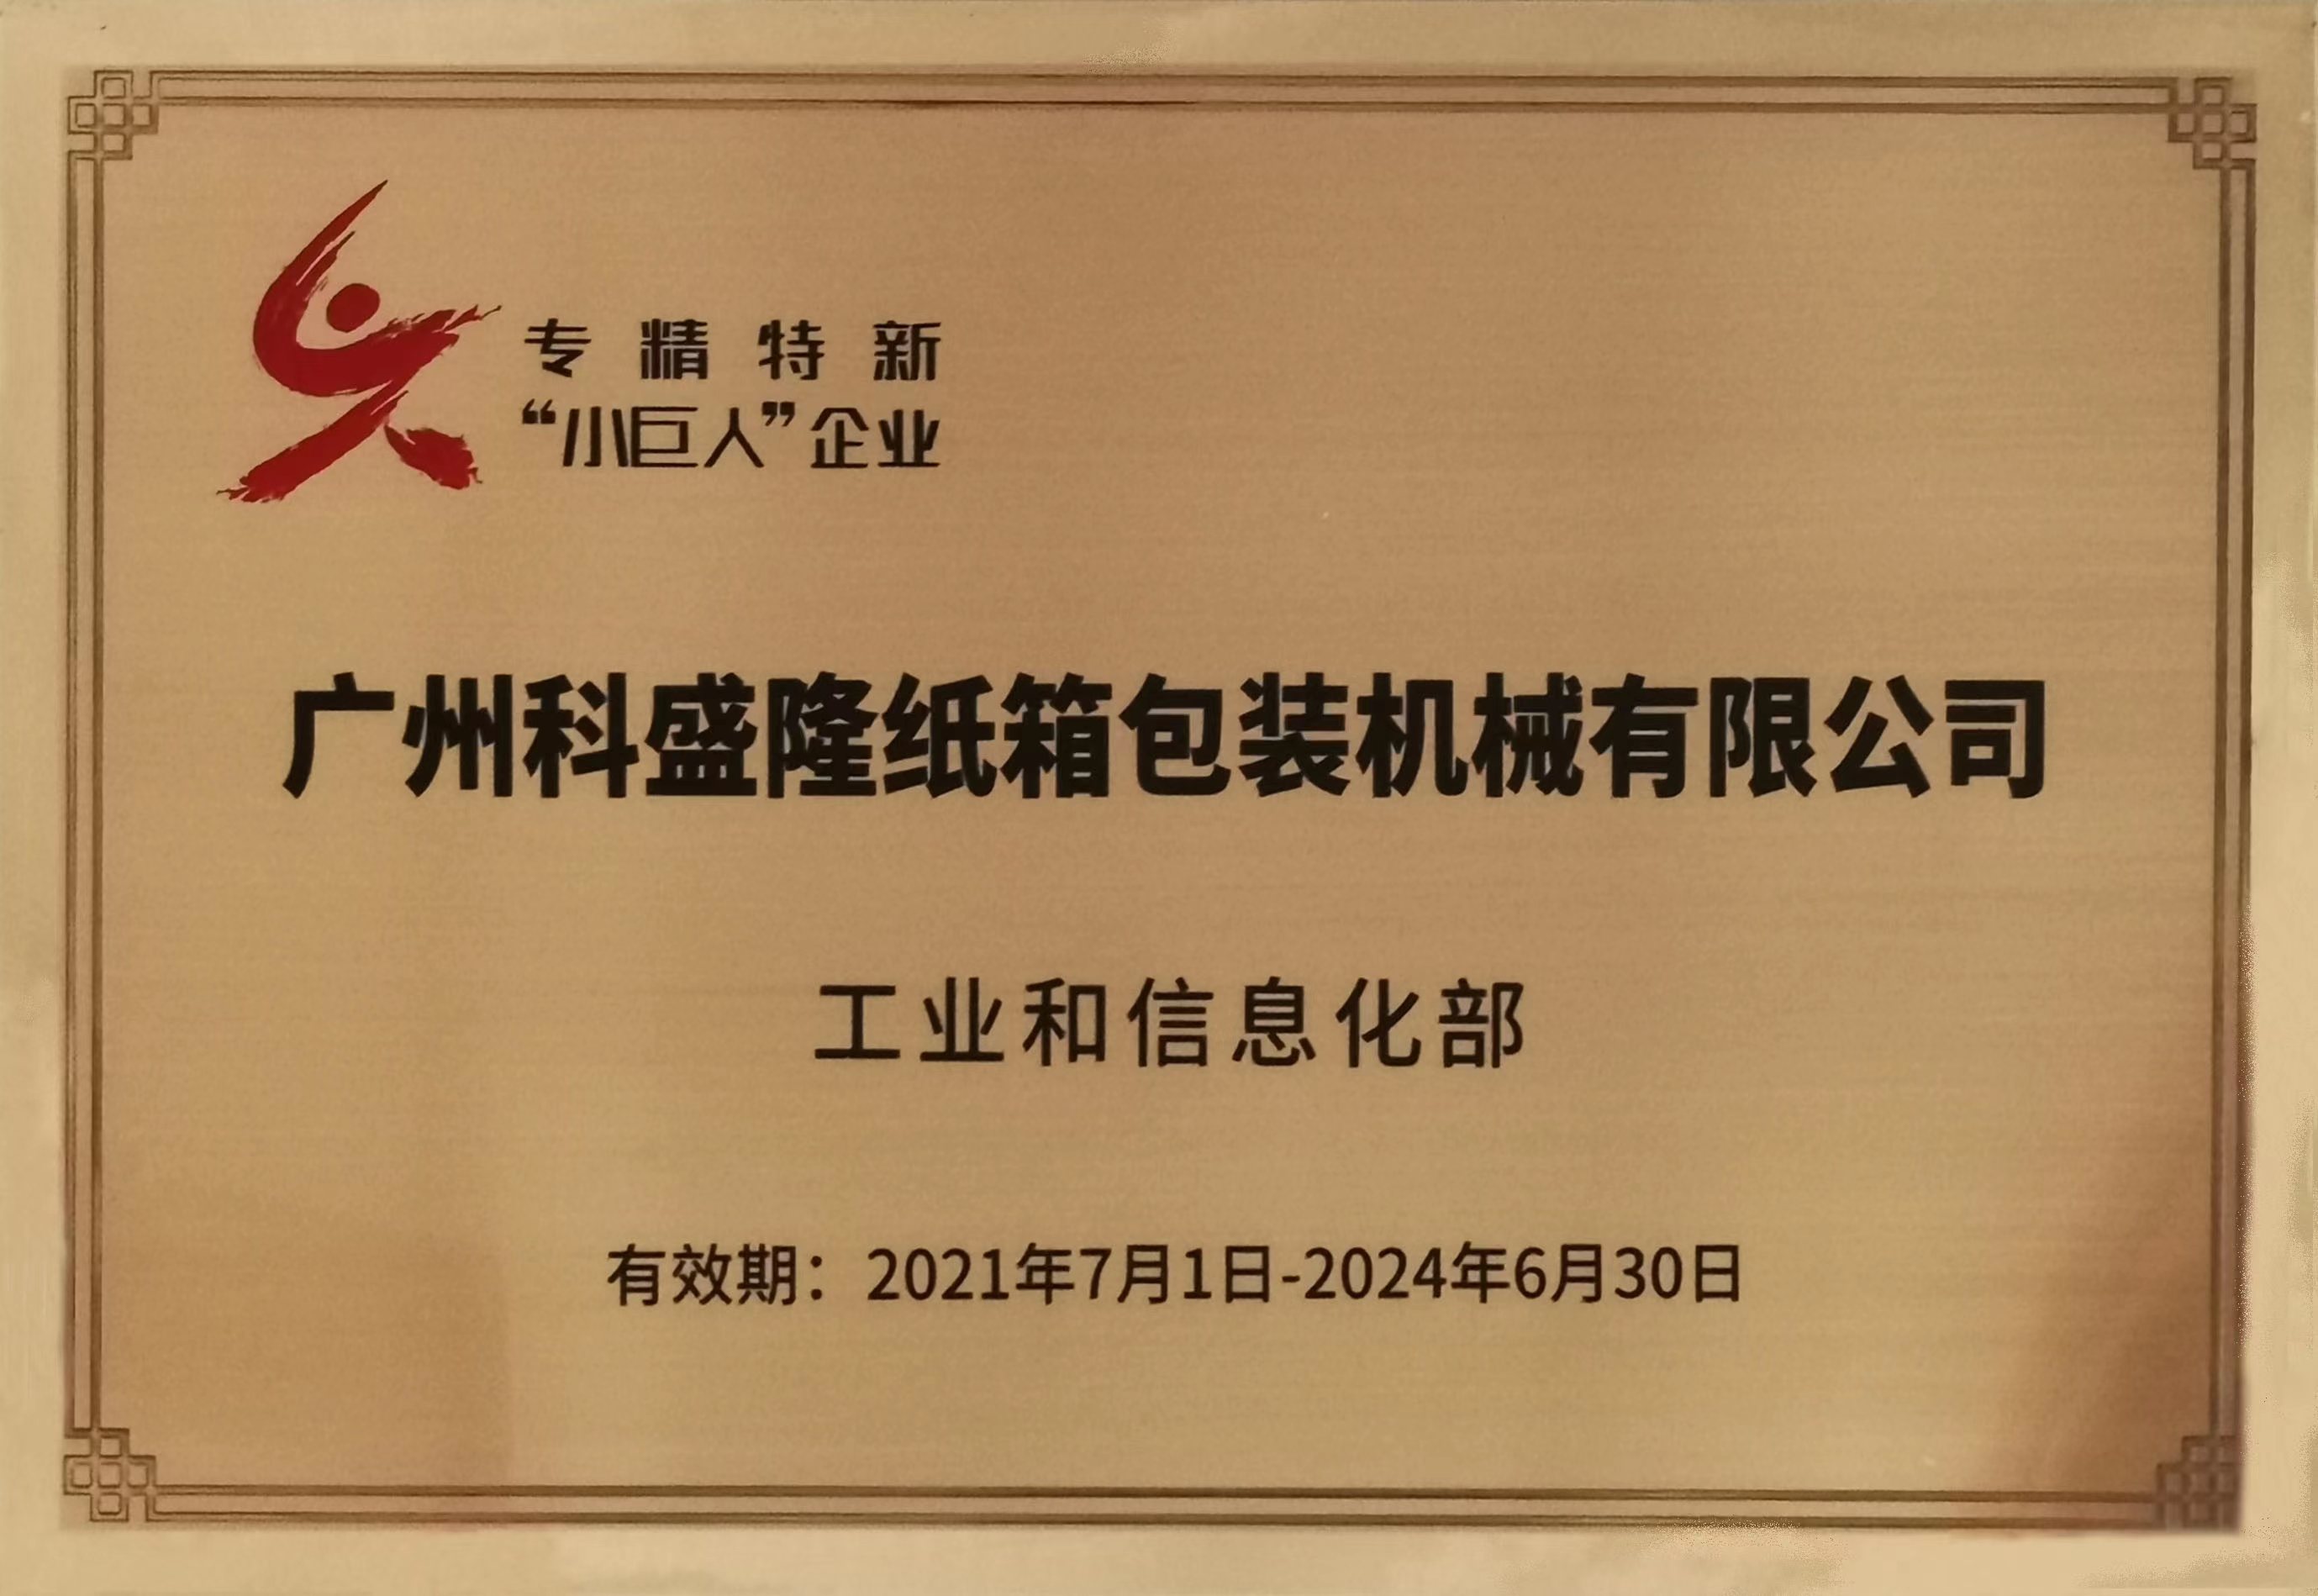 专精特新
“小巨人”企业
广州科盛隆纸箱包装机械有限公司
工业和信息化部
有效期：2021年7月1日-2024年6月30日